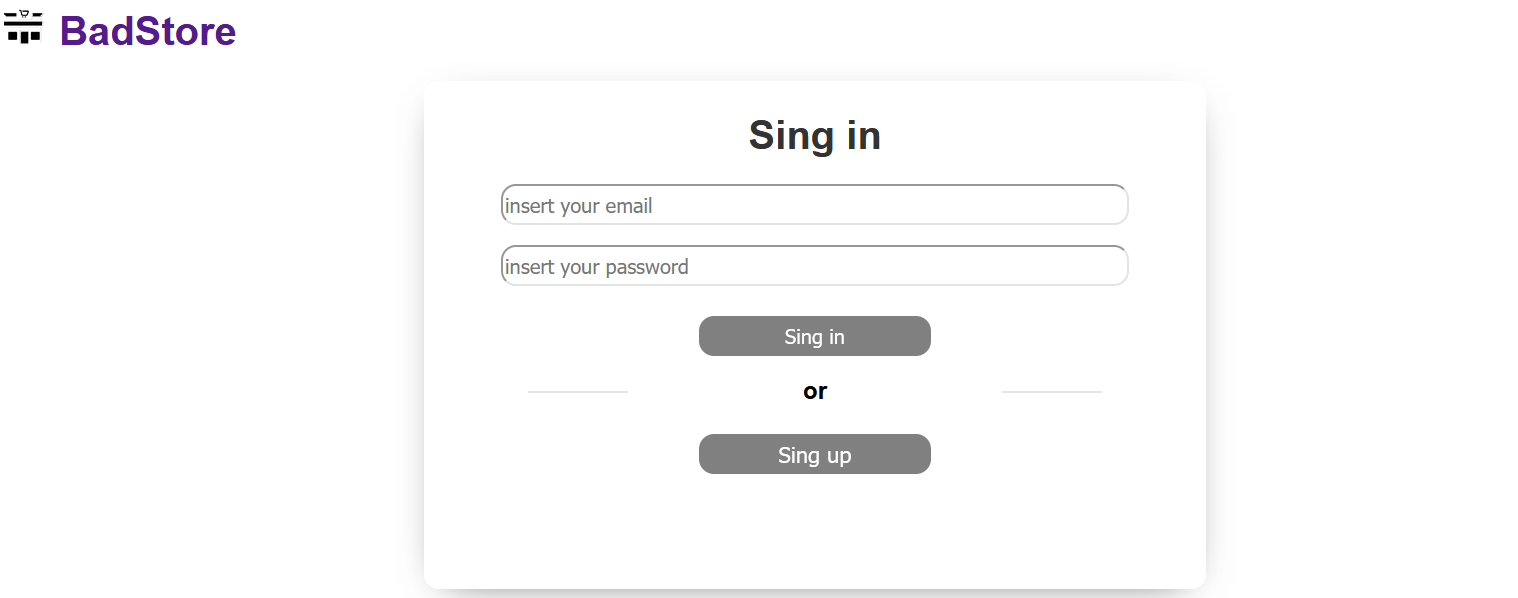 BadStore
Sing in
insert your email
insert your password
Sing in
or
Sing up